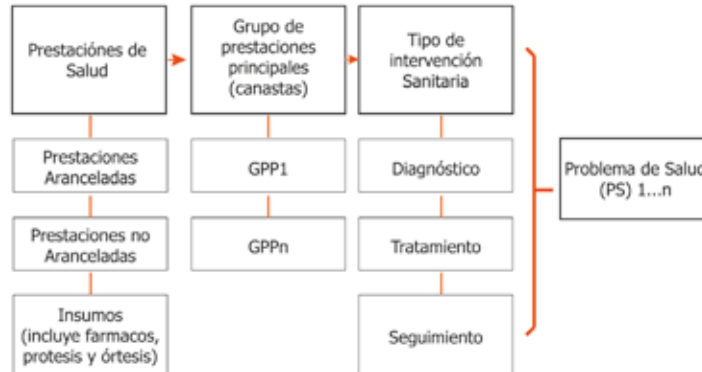 Prestaciónes de
Salud
Grupo de
prestaciones
principales
(canastas)
Tipo de
intervención
Sanitaria
Prestaciones
Aranceladas
GPP1
Diagnóstico
Problema de Salud
(PS) 1...n
Prestaciones no
Aranceladas
GPPn
Tratamiento
Insumos
(incluye farmacos,
protesis y órtesis)
Seguimiento